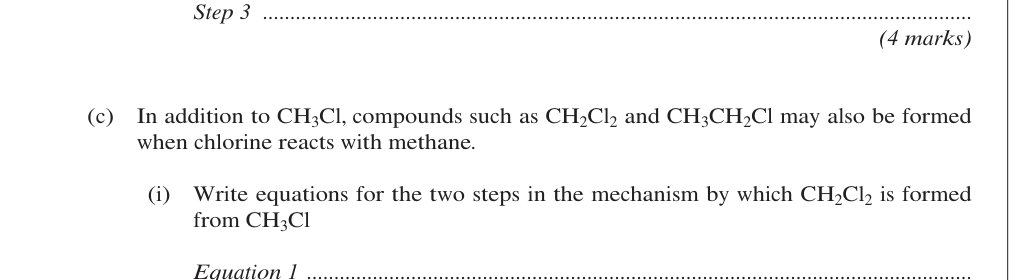 Step 3 ....................................................................................................................................
(4 marks)
(c) In addition to CH₃Cl, compounds such as CH₂Cl₂ and CH₃CH₂Cl may also be formed
when chlorine reacts with methane.
(i) Write equations for the two steps in the mechanism by which CH₂Cl₂ is formed
from CH₃Cl
Equation 1 ............................................................................................................................